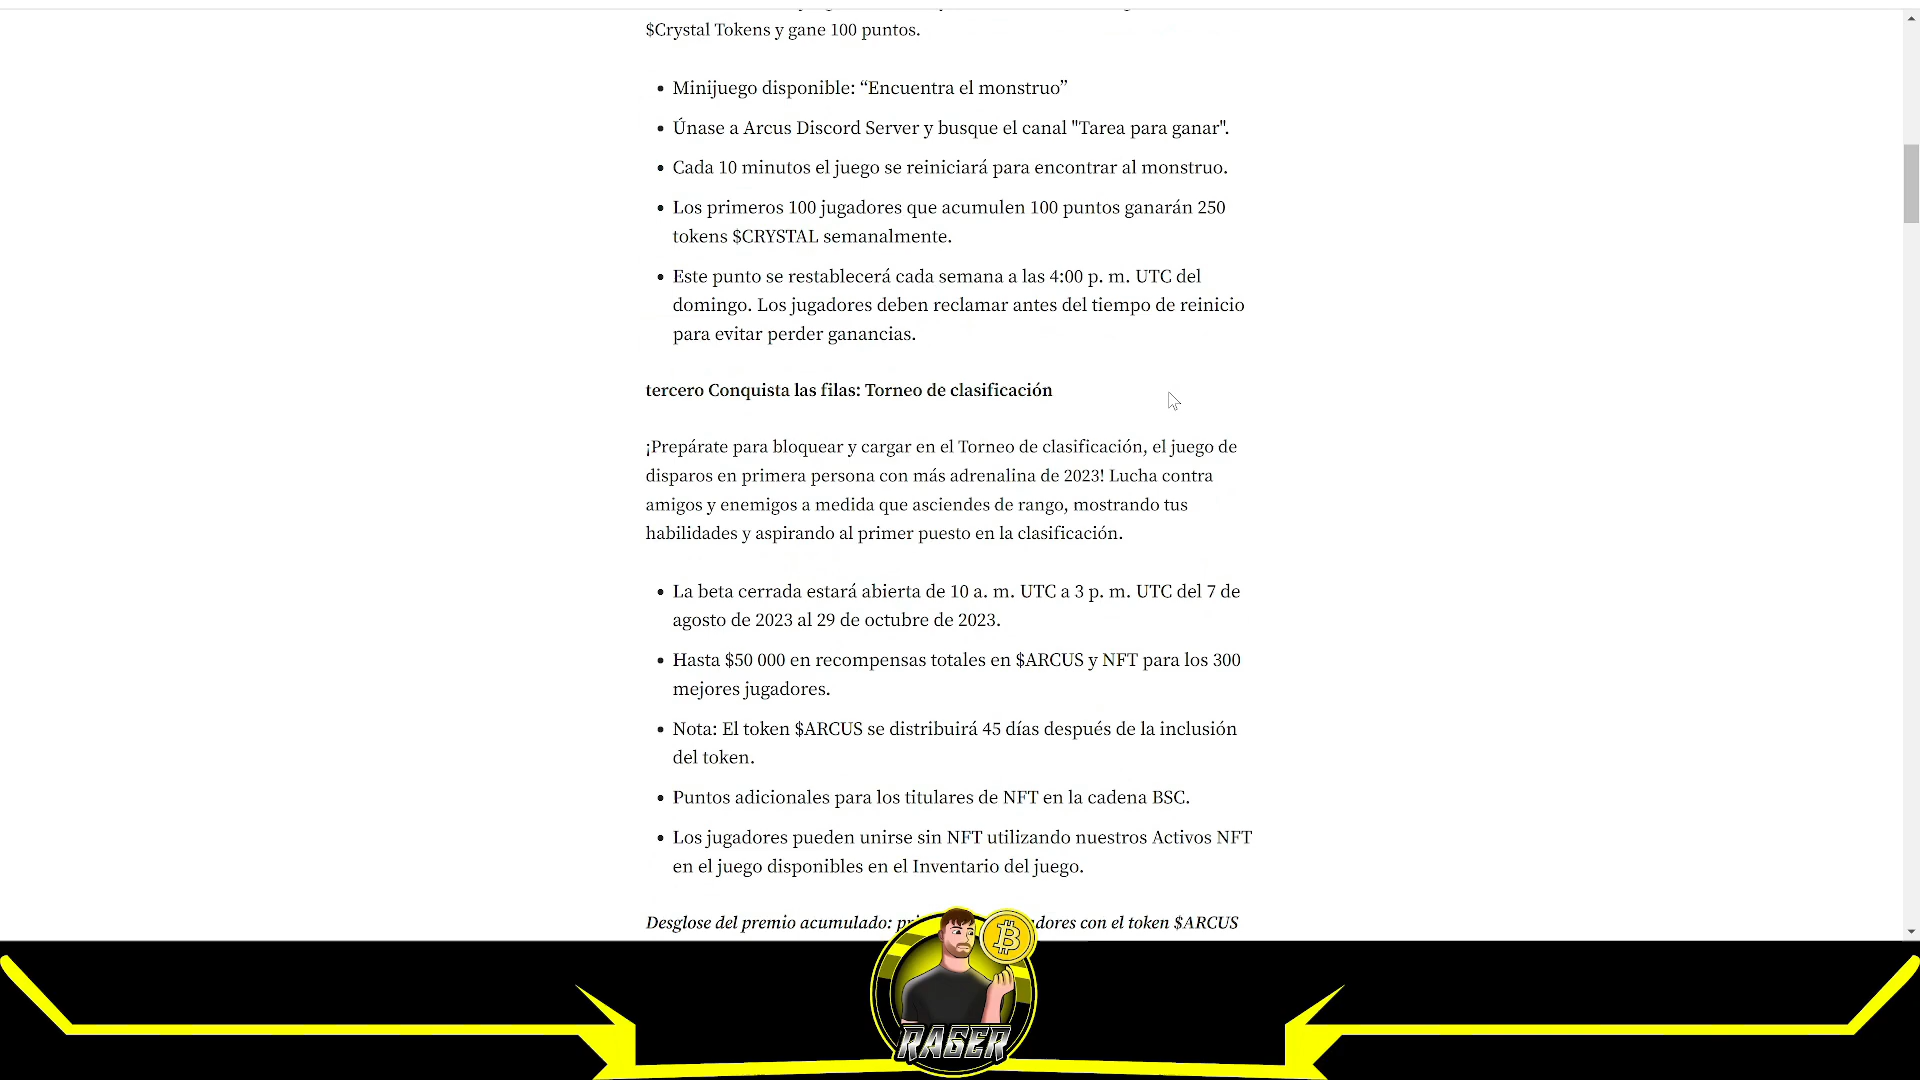 $Crystal Tokens y gane 100 puntos.
• Minijuego disponible: “Encuentra el monstruo”
• Únase a Arcus Discord Server y busque el canal "Tarea para ganar".
• Cada 10 minutos el juego se reiniciará para encontrar al monstruo.
• Los primeros 100 jugadores que acumulen 100 puntos ganarán 250
tokens $CRYSTAL semanalmente.
• Este punto se restablecerá cada semana a las 4:00 p. m. UTC del
domingo. Los jugadores deben reclamar antes del tiempo de reinicio
para evitar perder ganancias.
tercero Conquista las filas: Torneo de clasificación
¡Prepárate para bloquear y cargar en el Torneo de clasificación, el juego de
disparos en primera persona con más adrenalina de 2023! Lucha contra
amigos y enemigos a medida que asciendes de rango, mostrando tus
habilidades y aspirando al primer puesto en la clasificación.
• La beta cerrada estará abierta de 10 a. m. UTC a 3 p. m. UTC del 7 de
agosto de 2023 al 29 de octubre de 2023.
• Hasta $50 000 en recompensas totales en $ARCUS y NFT para los 300
mejores jugadores.
• Nota: El token $ARCUS se distribuirá 45 días después de la inclusión
del token.
• Puntos adicionales para los titulares de NFT en la cadena BSC.
• Los jugadores pueden unirse sin NFT utilizando nuestros Activos NFT
en el juego disponibles en el Inventario del juego.
Desglose del premio acumulado: con el token $ARCUS
RAGER